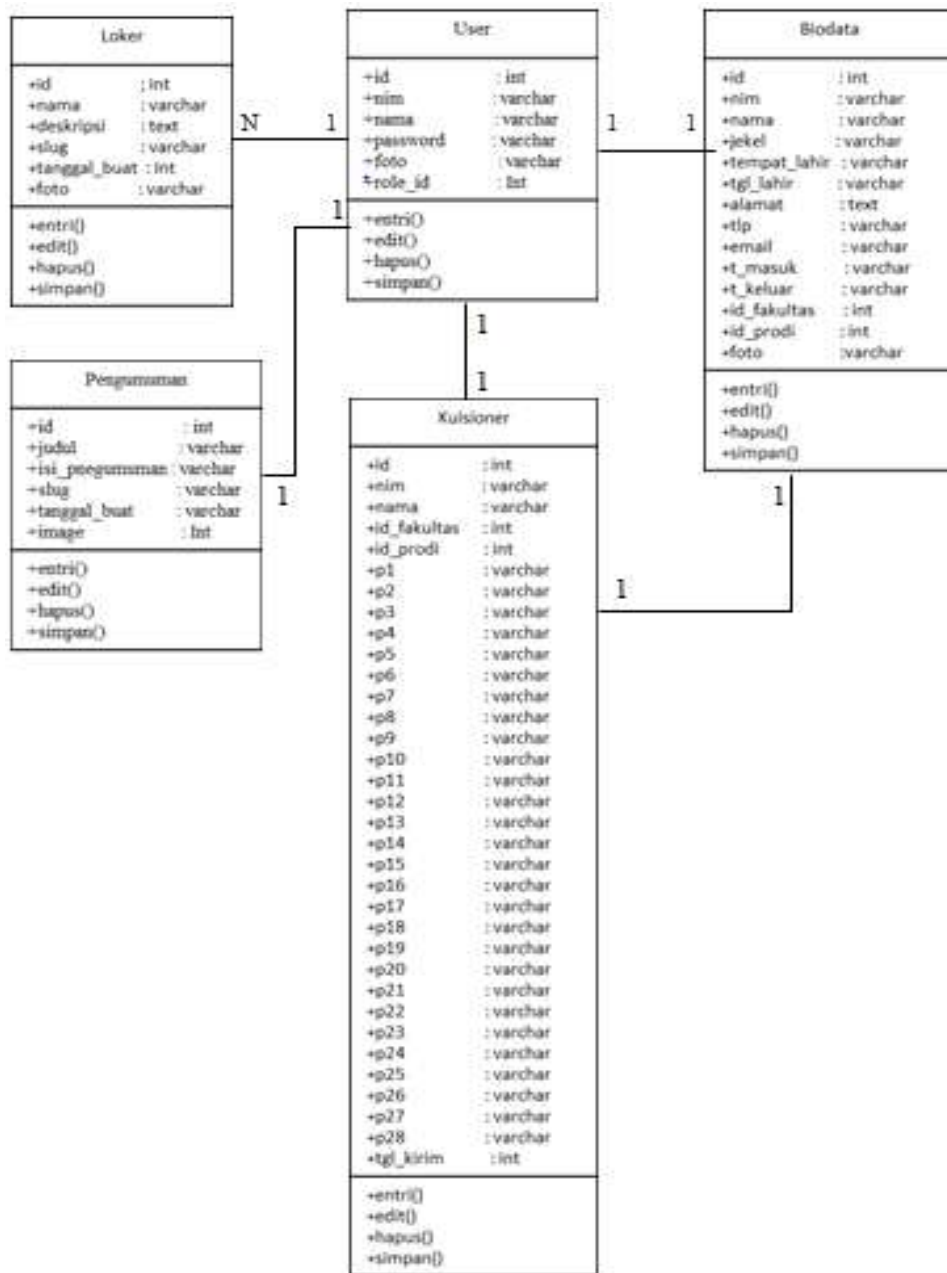 Loker
+id : int
+nama : varchar
+deskripsi : text
+slug : varchar
+tanggal_buat : int
+foto : varchar
+entri()
+edit()
+hapus()
+simpan()
N 1
User
+id : int
+nim : varchar
+nama : varchar
+password : varchar
+foto : varchar
+role_id : Int
+entri()
+edit()
+hapus()
+simpan()
1 1
Biodata
+id : int
+nim : varchar
+nama : varchar
+jekel : varchar
+tempat_lahir : varchar
+tgl_lahir : varchar
+alamat : text
+tlp : varchar
+email : varchar
+t_masuk : varchar
+t_keluar : varchar
+id_fakultas : int
+id_prodi : int
+foto :varchar
+entri()
+edit()
+hapus()
+simpan()
1
1
Pengumuman
+id : int
+judul : varchar
+isi_pnegumuman : varchar
+slug : varchar
+tanggal_buat : varchar
+image : Int
+entri()
+edit()
+hapus()
+simpan()
1
1
Kuisioner
+id : int
+nim : varchar
+nama : varchar
+id_fakultas : int
+id_prodi : int
+p1 : varchar
+p2 : varchar
+p3 : varchar
+p4 : varchar
+p5 : varchar
+p6 : varchar
+p7 : varchar
+p8 : varchar
+p9 : varchar
+p10 : varchar
+p11 : varchar
+p12 : varchar
+p13 : varchar
+p14 : varchar
+p15 : varchar
+p16 : varchar
+p17 : varchar
+p18 : varchar
+p19 : varchar
+p20 : varchar
+p21 : varchar
+p22 : varchar
+p23 : varchar
+p24 : varchar
+p25 : varchar
+p26 : varchar
+p27 : varchar
+p28 : varchar
+tgl_kirim : int
+entri()
+edit()
+hapus()
+simpan()
1
1